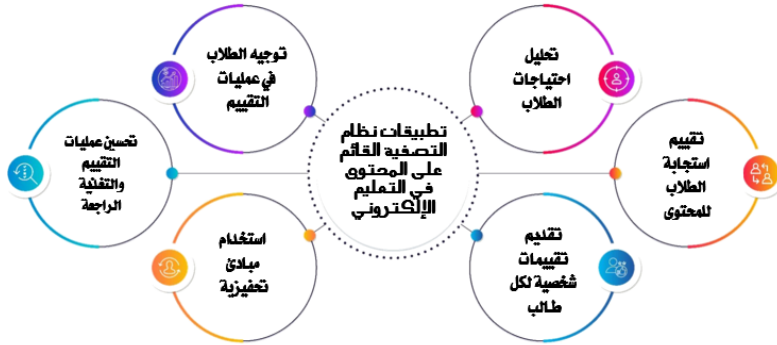 تطبيقات نظام
التصفية القائم
على المحتوى
في التعليم
الإلكتروني
تحليل
احتياجات
الطلاب
تقييم
استجابة
الطلاب
للمحتوى
تقديم
تقييمات
شخصية لكل
طالب
توجيه الطلاب
في عمليات
التقييم
تحسين عمليات
التقييم
والتغذية
الراجعة
استخدام
مبادئ
تحفيزية